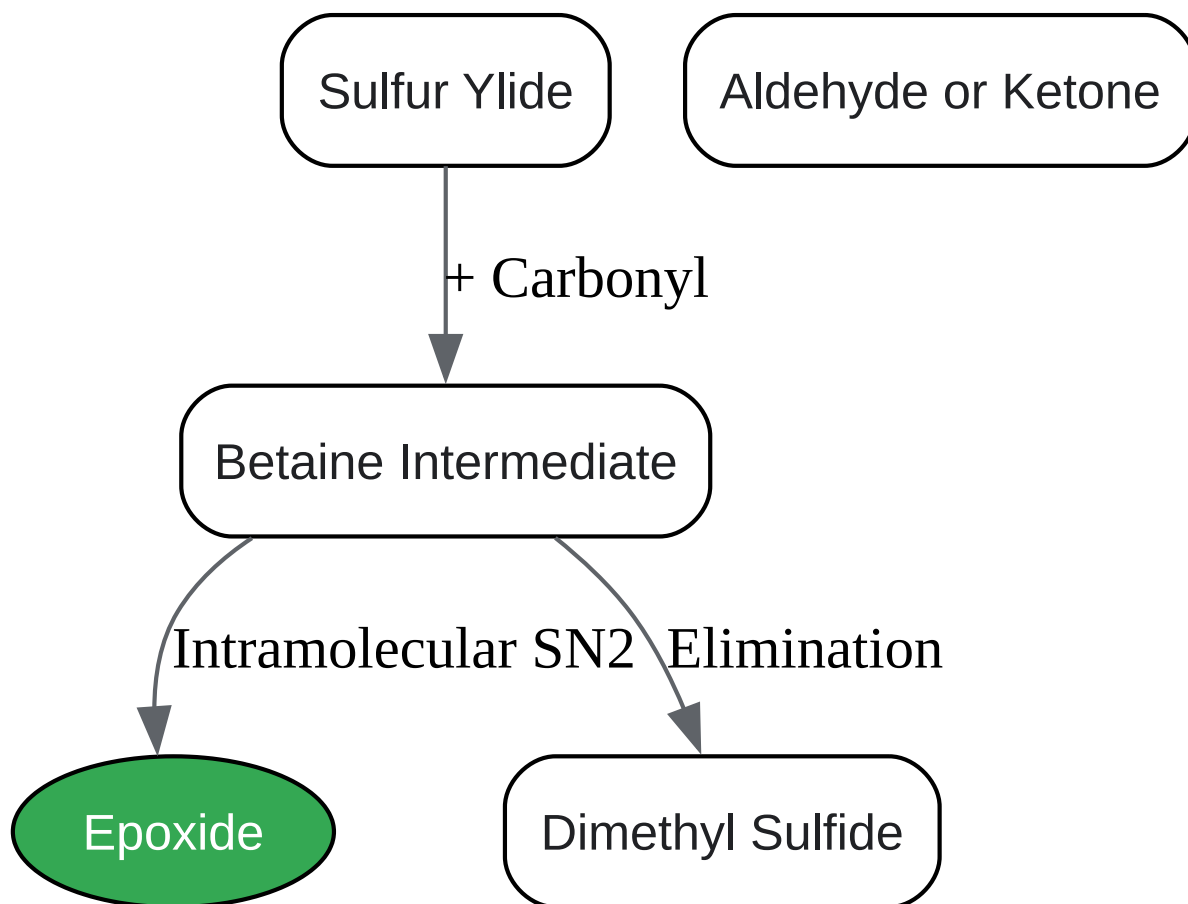 Sulfur Ylide
Aldehyde or Ketone
+ Carbonyl
Betaine Intermediate
Intramolecular SN2
Elimination
Epoxide
Dimethyl Sulfide